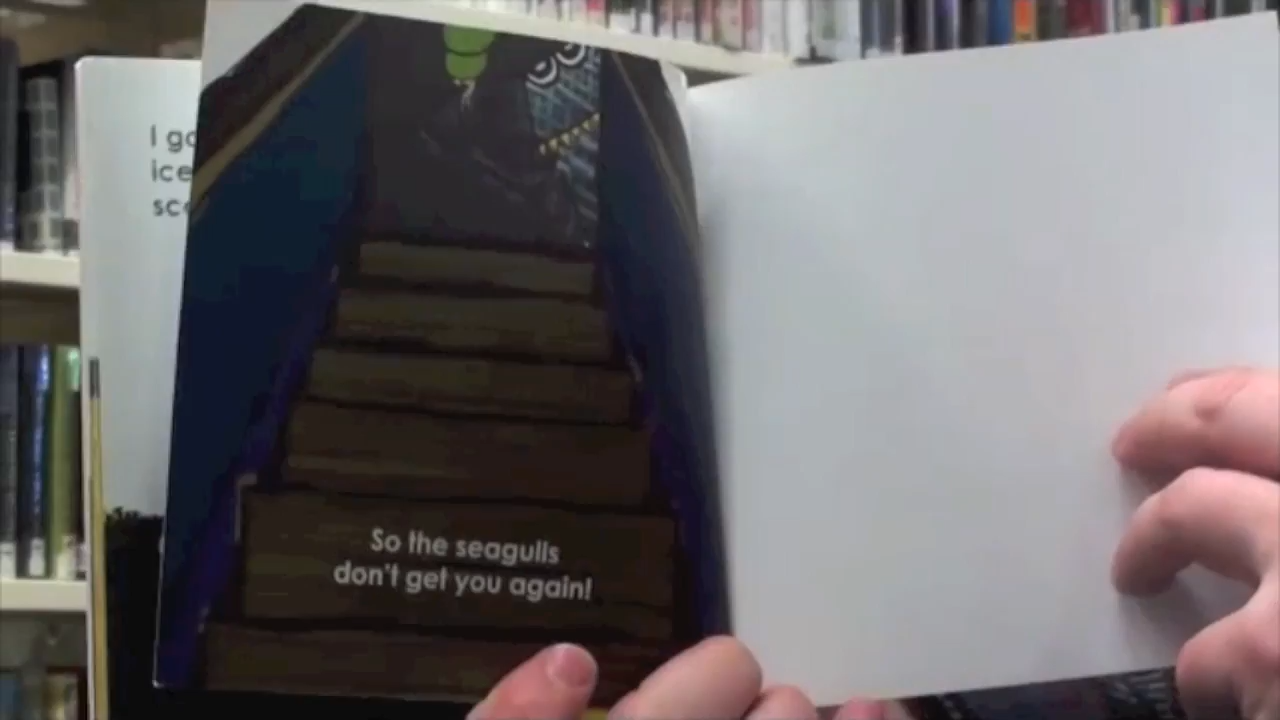 I go
ice
sc
So the seagulls
don't get you again!